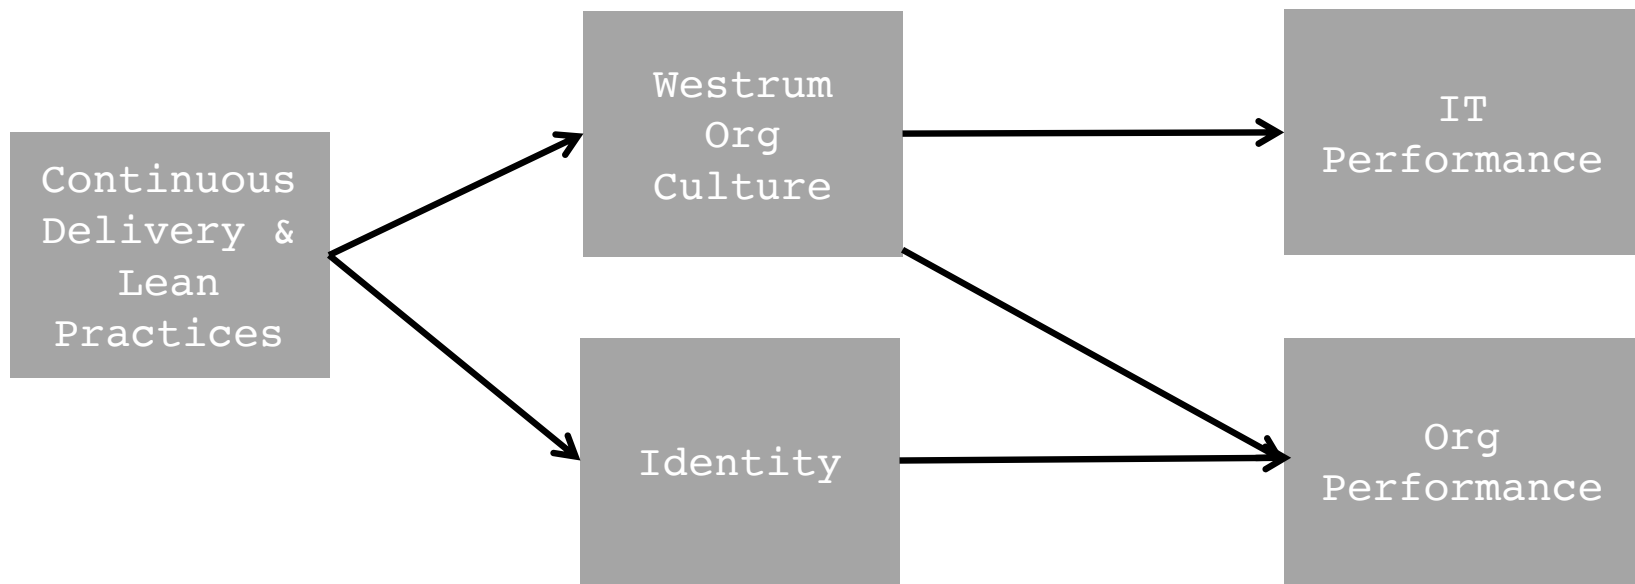 Continuous
Delivery &
Lean
Practices
Westrum
Org
Culture
Identity
IT
Performance
Org
Performance